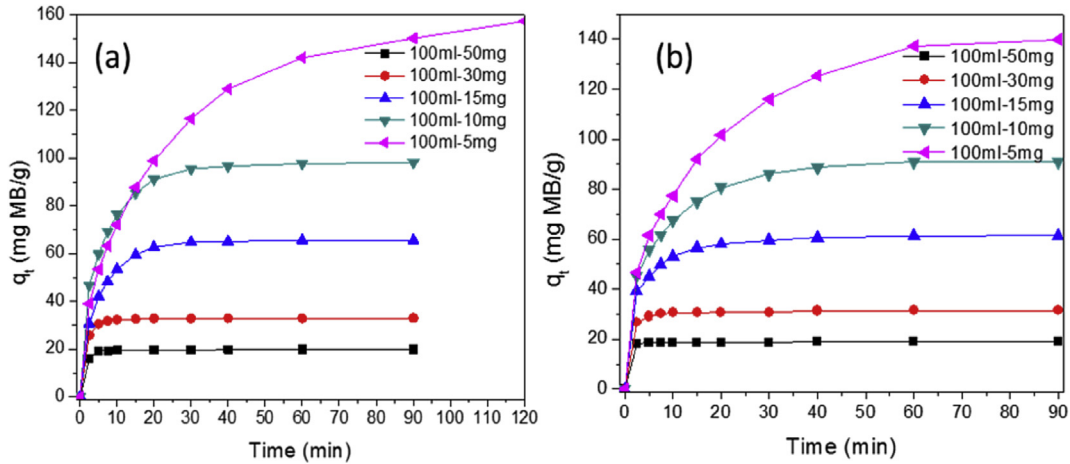 (a)
100ml-50mg
100ml-30mg
100ml-15mg
100ml-10mg
100ml-5mg
160
140
120
100
80
60
40
20
0
qt (mg MB/g)
0 10 20 30 40 50 60 70 80 90 100 110 120
Time (min)
(b)
100ml-50mg
100ml-30mg
100ml-15mg
100ml-10mg
100ml-5mg
140
120
100
80
60
40
20
0
qt (mg MB/g)
0 10 20 30 40 50 60 70 80 90
Time (min)